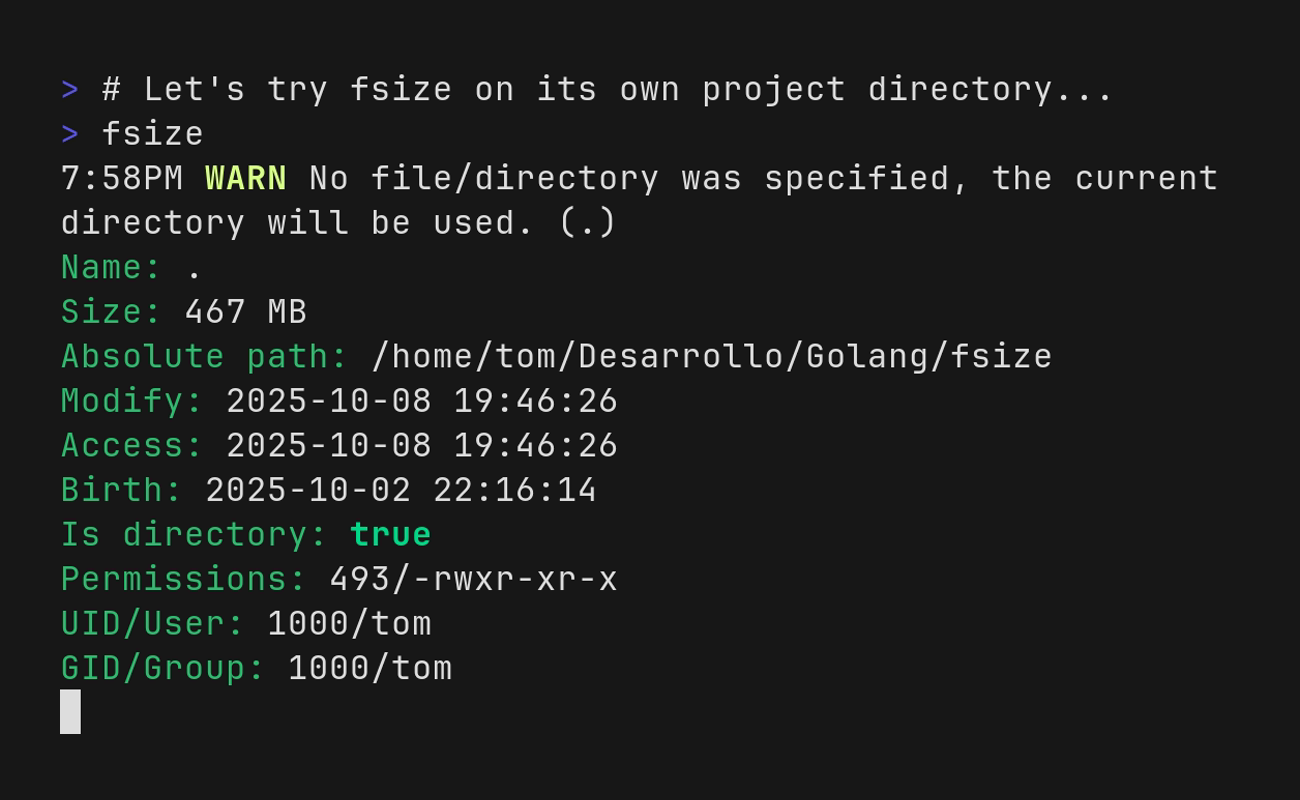 > # Let's try fsize on its own project directory...
> fsize
7:58PM WARN No file/directory was specified, the current
directory will be used. (.)
Name: .
Size: 467 MB
Absolute path: /home/tom/Desarrollo/Golang/fsize
Modify: 2025-10-08 19:46:26
Access: 2025-10-08 19:46:26
Birth: 2025-10-02 22:16:14
Is directory: true
Permissions: 493/-rwxr-xr-x
UID/User: 1000/tom
GID/Group: 1000/tom